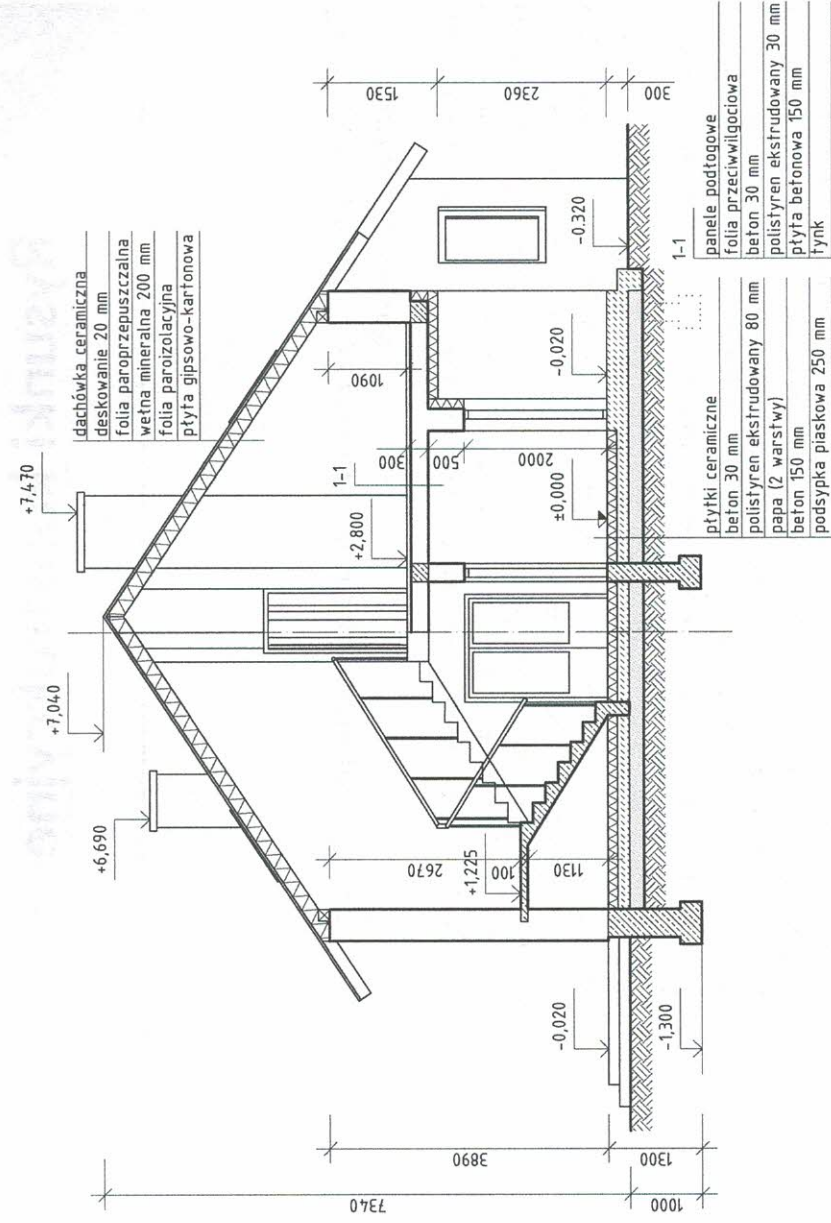 +7,470
dachówka ceramiczna
deskowanie 20 mm
folia paroprzepuszczalna
wełna mineralna 200 mm
folia paroizolacyjna
płyta gipsowo-kartonowa
+7,040
+6,690
1530
2360
300
1090
300
500
2000
1-1
+2,800
±0,000
-0,020
-0.320
2670
100
1130
+1,225
-0,020
-1,300
3890
1300
7340
1000
płytki ceramiczne
beton 30 mm
polistyren ekstrudowany 80 mm
papa (2 warstwy)
beton 150 mm
podsypka piaskowa 250 mm
1-1
panele podłogowe
folia przeciwwilgociowa
beton 30 mm
polistyren ekstrudowany 30 mm
płyta betonowa 150 mm
tynk